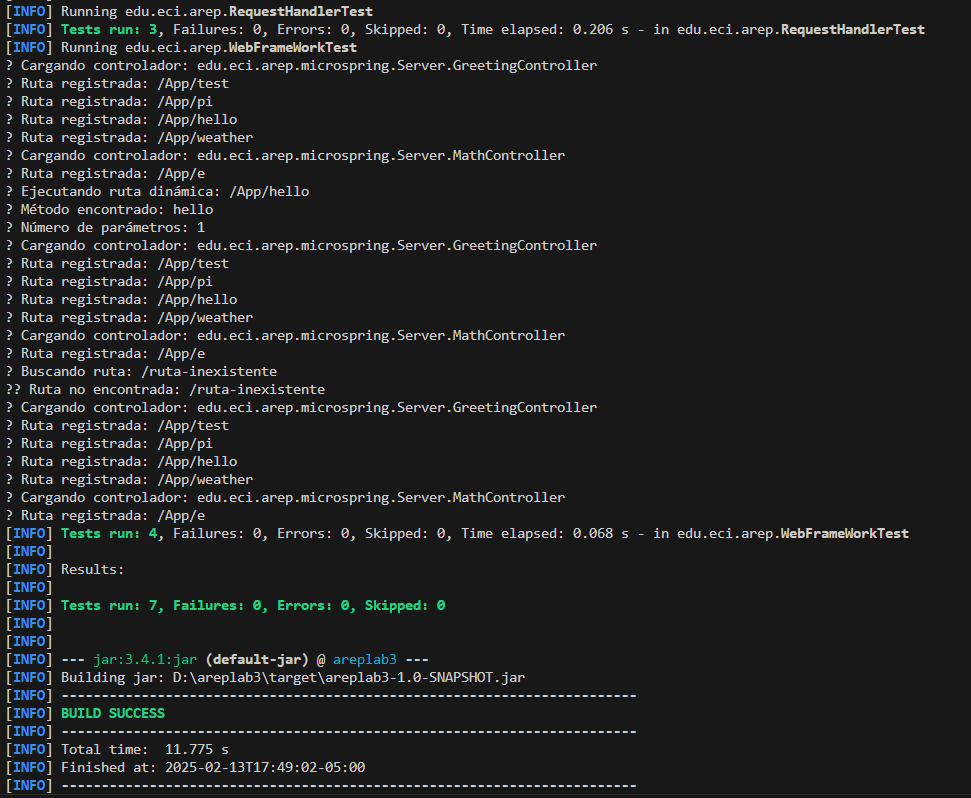 [INFO] Running edu.eci.arep.RequestHandlerTest
[INFO] Tests run: 3, Failures: 0, Errors: 0, Skipped: 0, Time elapsed: 0.206 s - in edu.eci.arep.RequestHandlerTest
[INFO] Running edu.eci.arep.WebFrameWorkTest
? Cargando controlador: edu.eci.arep.microspring.Server.GreetingController
? Ruta registrada: /App/test
? Ruta registrada: /App/pi
? Ruta registrada: /App/hello
? Ruta registrada: /App/weather
? Cargando controlador: edu.eci.arep.microspring.Server.MathController
? Ruta registrada: /App/e
? Ejecutando ruta dinámica: /App/hello
? Método encontrado: hello
? Número de parámetros: 1
? Cargando controlador: edu.eci.arep.microspring.Server.GreetingController
? Ruta registrada: /App/test
? Ruta registrada: /App/pi
? Ruta registrada: /App/hello
? Ruta registrada: /App/weather
? Cargando controlador: edu.eci.arep.microspring.Server.MathController
? Ruta registrada: /App/e
? Buscando ruta: /ruta-inexistente
?? Ruta no encontrada: /ruta-inexistente
? Cargando controlador: edu.eci.arep.microspring.Server.GreetingController
? Ruta registrada: /App/test
? Ruta registrada: /App/pi
? Ruta registrada: /App/hello
? Ruta registrada: /App/weather
? Cargando controlador: edu.eci.arep.microspring.Server.MathController
? Ruta registrada: /App/e
[INFO] Tests run: 4, Failures: 0, Errors: 0, Skipped: 0, Time elapsed: 0.068 s - in edu.eci.arep.WebFrameWorkTest
[INFO]
[INFO] Results:
[INFO]
[INFO] Tests run: 7, Failures: 0, Errors: 0, Skipped: 0
[INFO]
[INFO]
[INFO] --- jar:3.4.1:jar (default-jar) @ areplab3 ---
[INFO] Building jar: D:\areplab3\target\areplab3-1.0-SNAPSHOT.jar
[INFO] ------------------------------------------------------------------------
[INFO] BUILD SUCCESS
[INFO] ------------------------------------------------------------------------
[INFO] Total time:  11.775 s
[INFO] Finished at: 2025-02-13T17:49:02-05:00
[INFO] ------------------------------------------------------------------------